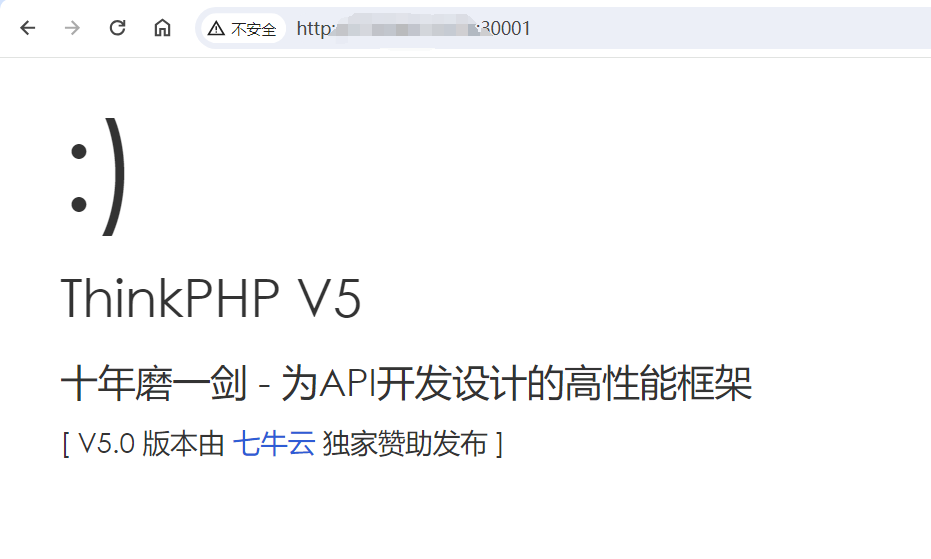 不安全 http: :30001
:)
ThinkPHP V5
十年磨一剑 - 为API开发设计的高性能框架
[ V5.0 版本由 七牛云 独家赞助发布 ]